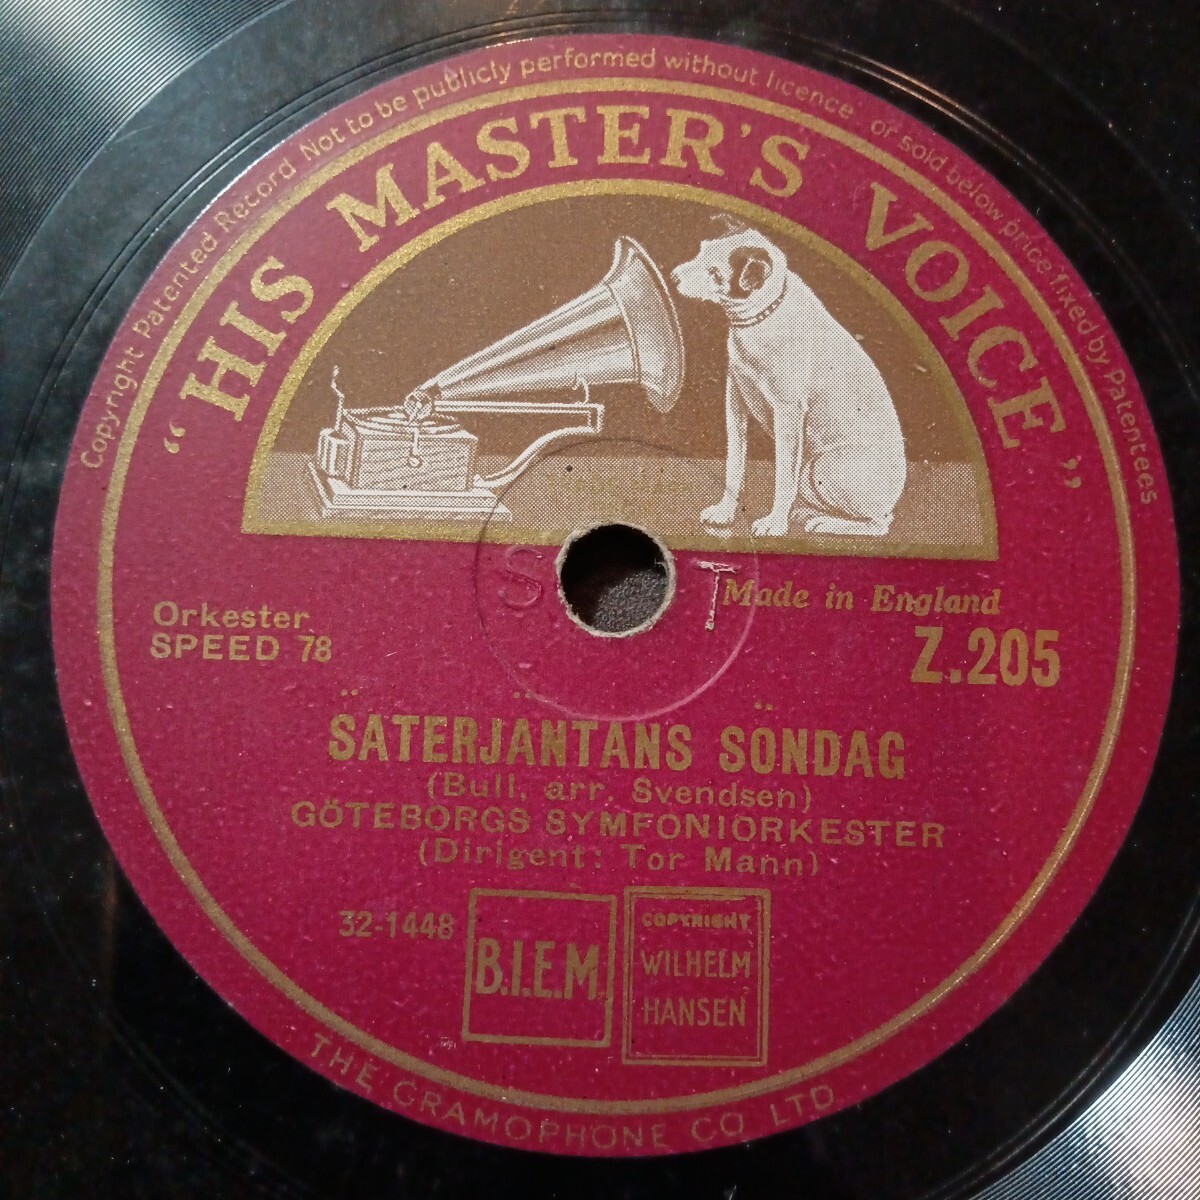 Copyright Patented Record Not to be publicly performed without licence or sold below price fixed by Patentees
"HIS MASTER'S VOICE"
S T
Made in England
Orkester
SPEED 78
Z.205
SÄTERJÄNTANS SÖNDAG
(Bull, arr. Svendsen)
GÖTEBORGS SYMFONIORKESTER
(Dirigent: Tor Mann)
32-1448
B.I.E.M.
COPYRIGHT
WILHELM
HANSEN
THE GRAMOPHONE CO LTD